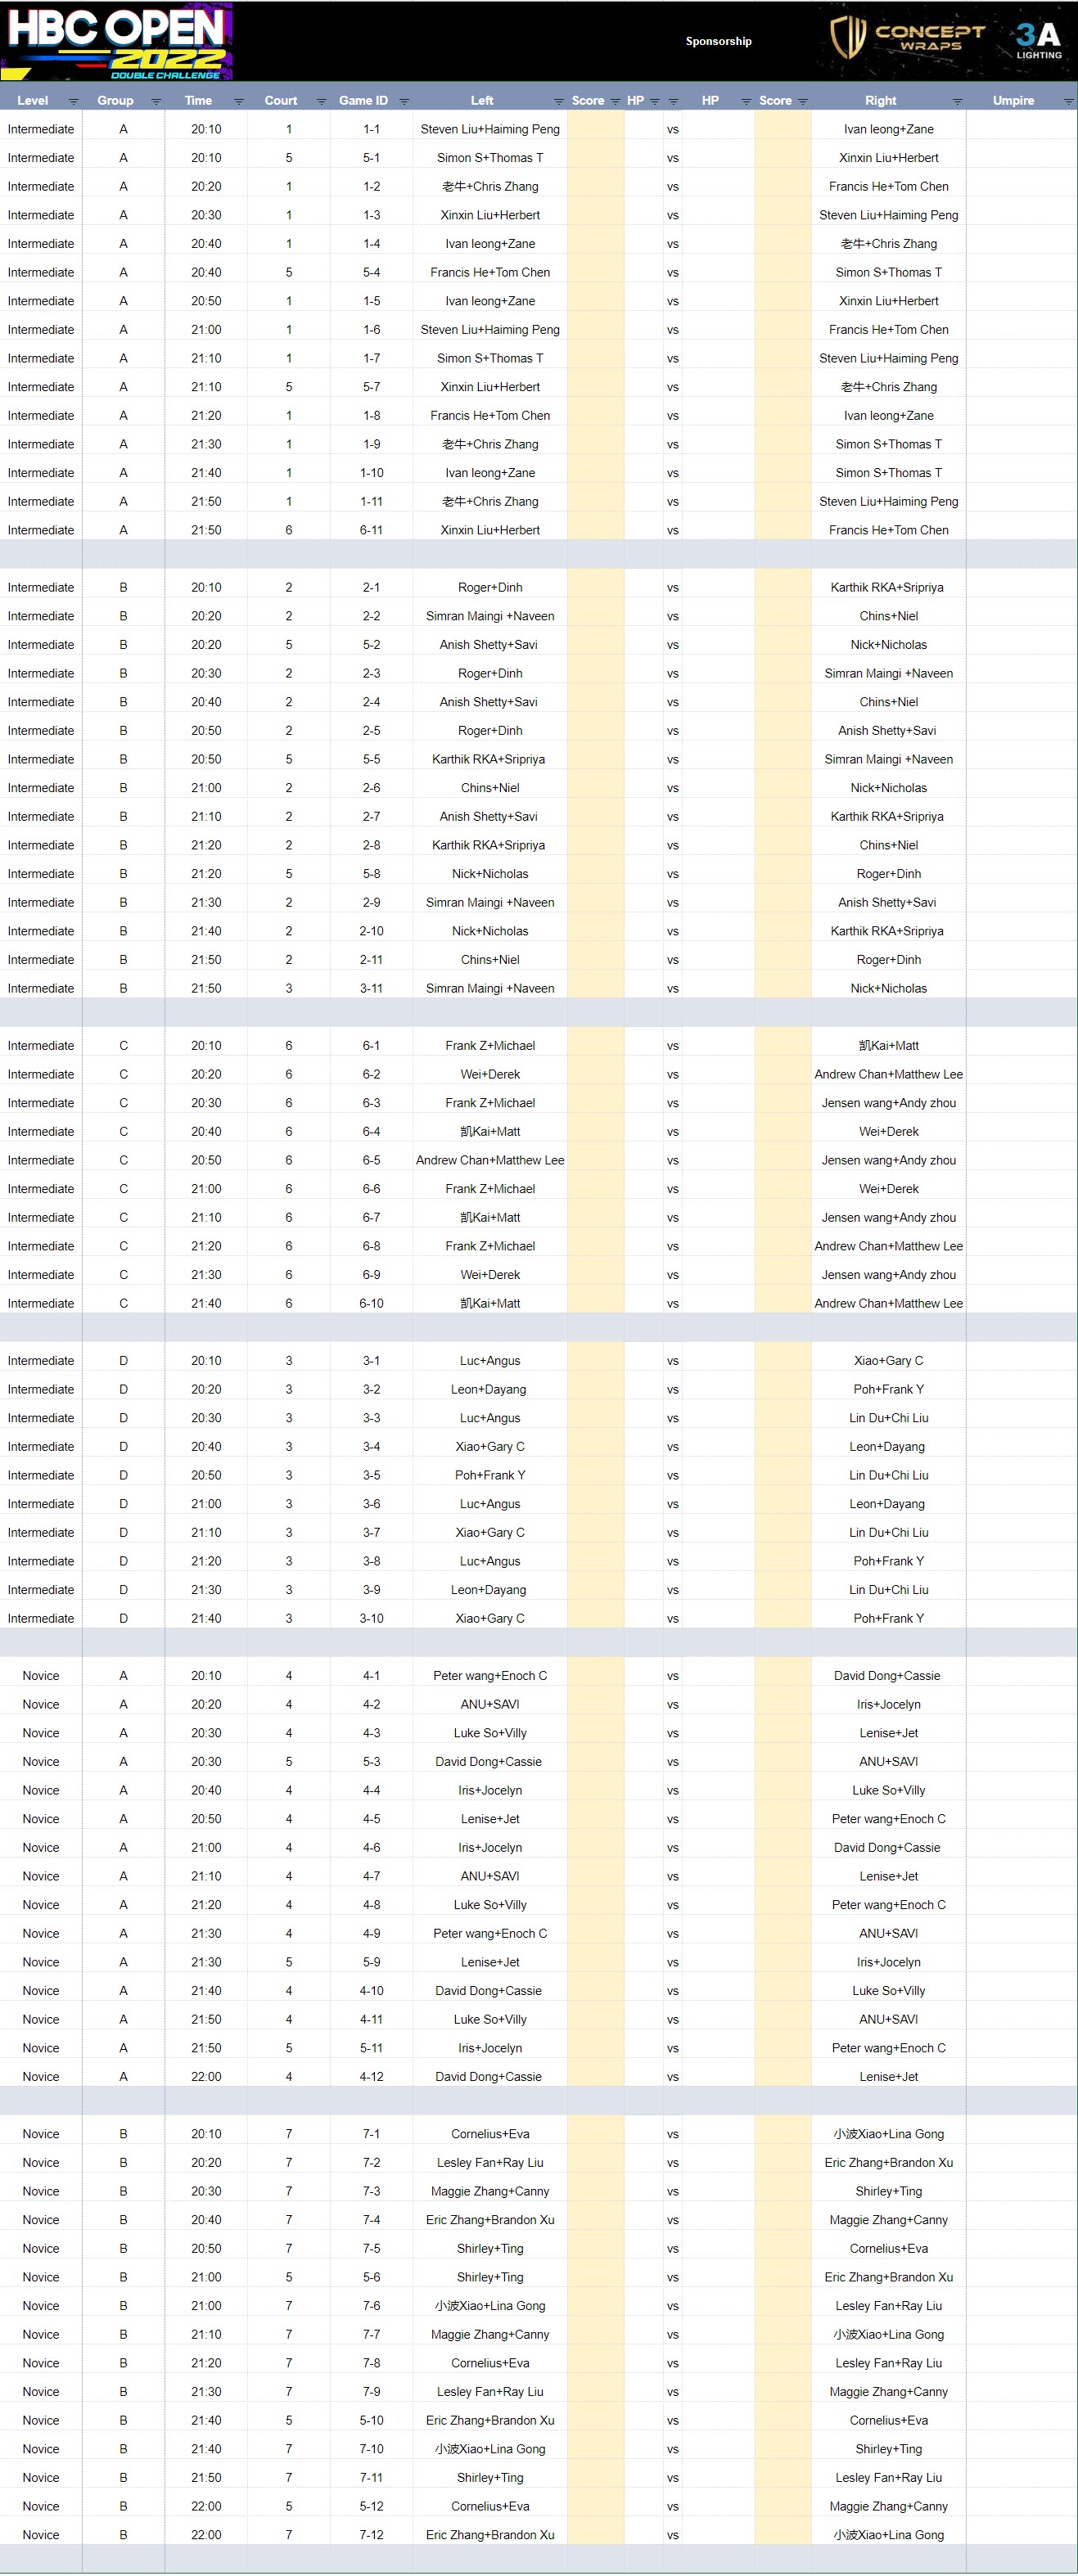 HBC OPEN
2022
DOUBLE CHALLENGE
Sponsorship
CONCEPT
WRAPS
3A
LIGHTING
Level Group Time Court Game ID Left Score HP HP Score Right Umpire
Intermediate A 20:10 1 1-1 Steven Liu+Haiming Peng vs Ivan leong+Zane
Intermediate A 20:10 5 5-1 Simon S+Thomas T vs Xinxin Liu+Herbert
Intermediate A 20:20 1 1-2 老牛+Chris Zhang vs Francis He+Tom Chen
Intermediate A 20:30 1 1-3 Xinxin Liu+Herbert vs Steven Liu+Haiming Peng
Intermediate A 20:40 1 1-4 Ivan leong+Zane vs 老牛+Chris Zhang
Intermediate A 20:40 5 5-4 Francis He+Tom Chen vs Simon S+Thomas T
Intermediate A 20:50 1 1-5 Ivan leong+Zane vs Xinxin Liu+Herbert
Intermediate A 21:00 1 1-6 Steven Liu+Haiming Peng vs Francis He+Tom Chen
Intermediate A 21:10 1 1-7 Simon S+Thomas T vs Steven Liu+Haiming Peng
Intermediate A 21:10 5 5-7 Xinxin Liu+Herbert vs 老牛+Chris Zhang
Intermediate A 21:20 1 1-8 Francis He+Tom Chen vs Ivan leong+Zane
Intermediate A 21:30 1 1-9 老牛+Chris Zhang vs Simon S+Thomas T
Intermediate A 21:40 1 1-10 Ivan leong+Zane vs Simon S+Thomas T
Intermediate A 21:50 1 1-11 老牛+Chris Zhang vs Steven Liu+Haiming Peng
Intermediate A 21:50 6 6-11 Xinxin Liu+Herbert vs Francis He+Tom Chen
Intermediate B 20:10 2 2-1 Roger+Dinh vs Karthik RKA+Sripriya
Intermediate B 20:20 2 2-2 Simran Maingi +Naveen vs Chins+Niel
Intermediate B 20:20 5 5-2 Anish Shetty+Savi vs Nick+Nicholas
Intermediate B 20:30 2 2-3 Roger+Dinh vs Simran Maingi +Naveen
Intermediate B 20:40 2 2-4 Anish Shetty+Savi vs Chins+Niel
Intermediate B 20:50 2 2-5 Roger+Dinh vs Anish Shetty+Savi
Intermediate B 20:50 5 5-5 Karthik RKA+Sripriya vs Simran Maingi +Naveen
Intermediate B 21:00 2 2-6 Chins+Niel vs Nick+Nicholas
Intermediate B 21:10 2 2-7 Anish Shetty+Savi vs Karthik RKA+Sripriya
Intermediate B 21:20 2 2-8 Karthik RKA+Sripriya vs Chins+Niel
Intermediate B 21:20 5 5-8 Nick+Nicholas vs Roger+Dinh
Intermediate B 21:30 2 2-9 Simran Maingi +Naveen vs Anish Shetty+Savi
Intermediate B 21:40 2 2-10 Nick+Nicholas vs Karthik RKA+Sripriya
Intermediate B 21:50 2 2-11 Chins+Niel vs Roger+Dinh
Intermediate B 21:50 3 3-11 Simran Maingi +Naveen vs Nick+Nicholas
Intermediate C 20:10 6 6-1 Frank Z+Michael vs 凯Kai+Matt
Intermediate C 20:20 6 6-2 Wei+Derek vs Andrew Chan+Matthew Lee
Intermediate C 20:30 6 6-3 Frank Z+Michael vs Jensen wang+Andy zhou
Intermediate C 20:40 6 6-4 凯Kai+Matt vs Wei+Derek
Intermediate C 20:50 6 6-5 Andrew Chan+Matthew Lee vs Jensen wang+Andy zhou
Intermediate C 21:00 6 6-6 Frank Z+Michael vs Wei+Derek
Intermediate C 21:10 6 6-7 凯Kai+Matt vs Jensen wang+Andy zhou
Intermediate C 21:20 6 6-8 Frank Z+Michael vs Andrew Chan+Matthew Lee
Intermediate C 21:30 6 6-9 Wei+Derek vs Jensen wang+Andy zhou
Intermediate C 21:40 6 6-10 凯Kai+Matt vs Andrew Chan+Matthew Lee
Intermediate D 20:10 3 3-1 Luc+Angus vs Xiao+Gary C
Intermediate D 20:20 3 3-2 Leon+Dayang vs Poh+Frank Y
Intermediate D 20:30 3 3-3 Luc+Angus vs Lin Du+Chi Liu
Intermediate D 20:40 3 3-4 Xiao+Gary C vs Leon+Dayang
Intermediate D 20:50 3 3-5 Poh+Frank Y vs Lin Du+Chi Liu
Intermediate D 21:00 3 3-6 Luc+Angus vs Leon+Dayang
Intermediate D 21:10 3 3-7 Xiao+Gary C vs Lin Du+Chi Liu
Intermediate D 21:20 3 3-8 Luc+Angus vs Poh+Frank Y
Intermediate D 21:30 3 3-9 Leon+Dayang vs Lin Du+Chi Liu
Intermediate D 21:40 3 3-10 Xiao+Gary C vs Poh+Frank Y
Novice A 20:10 4 4-1 Peter wang+Enoch C vs David Dong+Cassie
Novice A 20:20 4 4-2 ANU+SAVI vs Iris+Jocelyn
Novice A 20:30 4 4-3 Luke So+Villy vs Lenise+Jet
Novice A 20:30 5 5-3 David Dong+Cassie vs ANU+SAVI
Novice A 20:40 4 4-4 Iris+Jocelyn vs Luke So+Villy
Novice A 20:50 4 4-5 Lenise+Jet vs Peter wang+Enoch C
Novice A 21:00 4 4-6 Iris+Jocelyn vs David Dong+Cassie
Novice A 21:10 4 4-7 ANU+SAVI vs Lenise+Jet
Novice A 21:20 4 4-8 Luke So+Villy vs Peter wang+Enoch C
Novice A 21:30 4 4-9 Peter wang+Enoch C vs ANU+SAVI
Novice A 21:30 5 5-9 Lenise+Jet vs Iris+Jocelyn
Novice A 21:40 4 4-10 David Dong+Cassie vs Luke So+Villy
Novice A 21:50 4 4-11 Luke So+Villy vs ANU+SAVI
Novice A 21:50 5 5-11 Iris+Jocelyn vs Peter wang+Enoch C
Novice A 22:00 4 4-12 David Dong+Cassie vs Lenise+Jet
Novice B 20:10 7 7-1 Cornelius+Eva vs 小波Xiao+Lina Gong
Novice B 20:20 7 7-2 Lesley Fan+Ray Liu vs Eric Zhang+Brandon Xu
Novice B 20:30 7 7-3 Maggie Zhang+Canny vs Shirley+Ting
Novice B 20:40 7 7-4 Eric Zhang+Brandon Xu vs Maggie Zhang+Canny
Novice B 20:50 7 7-5 Shirley+Ting vs Cornelius+Eva
Novice B 21:00 5 5-6 Shirley+Ting vs Eric Zhang+Brandon Xu
Novice B 21:00 7 7-6 小波Xiao+Lina Gong vs Lesley Fan+Ray Liu
Novice B 21:10 7 7-7 Maggie Zhang+Canny vs 小波Xiao+Lina Gong
Novice B 21:20 7 7-8 Cornelius+Eva vs Lesley Fan+Ray Liu
Novice B 21:30 7 7-9 Lesley Fan+Ray Liu vs Maggie Zhang+Canny
Novice B 21:40 5 5-10 Eric Zhang+Brandon Xu vs Cornelius+Eva
Novice B 21:40 7 7-10 小波Xiao+Lina Gong vs Shirley+Ting
Novice B 21:50 7 7-11 Shirley+Ting vs Lesley Fan+Ray Liu
Novice B 22:00 5 5-12 Cornelius+Eva vs Maggie Zhang+Canny
Novice B 22:00 7 7-12 Eric Zhang+Brandon Xu vs 小波Xiao+Lina Gong